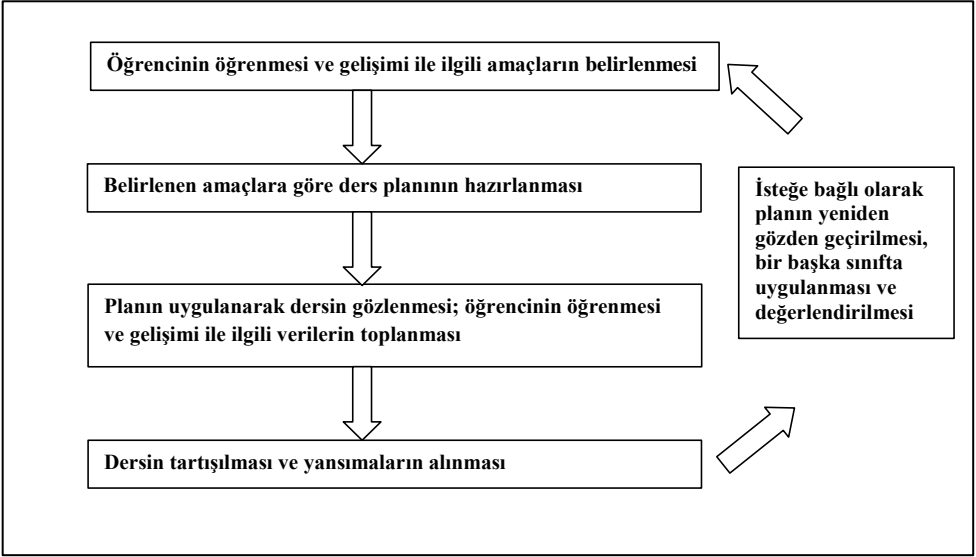 Öğrencinin öğrenmesi ve gelişimi ile ilgili amaçların belirlenmesi
Belirlenen amaçlara göre ders planının hazırlanması
Planın uygulanarak dersin gözlenmesi; öğrencinin öğrenmesi
ve gelişimi ile ilgili verilerin toplanması
Dersin tartışılması ve yansımaların alınması
İsteğe bağlı olarak
planın yeniden
gözden geçirilmesi,
bir başka sınıfta
uygulanması ve
değerlendirilmesi